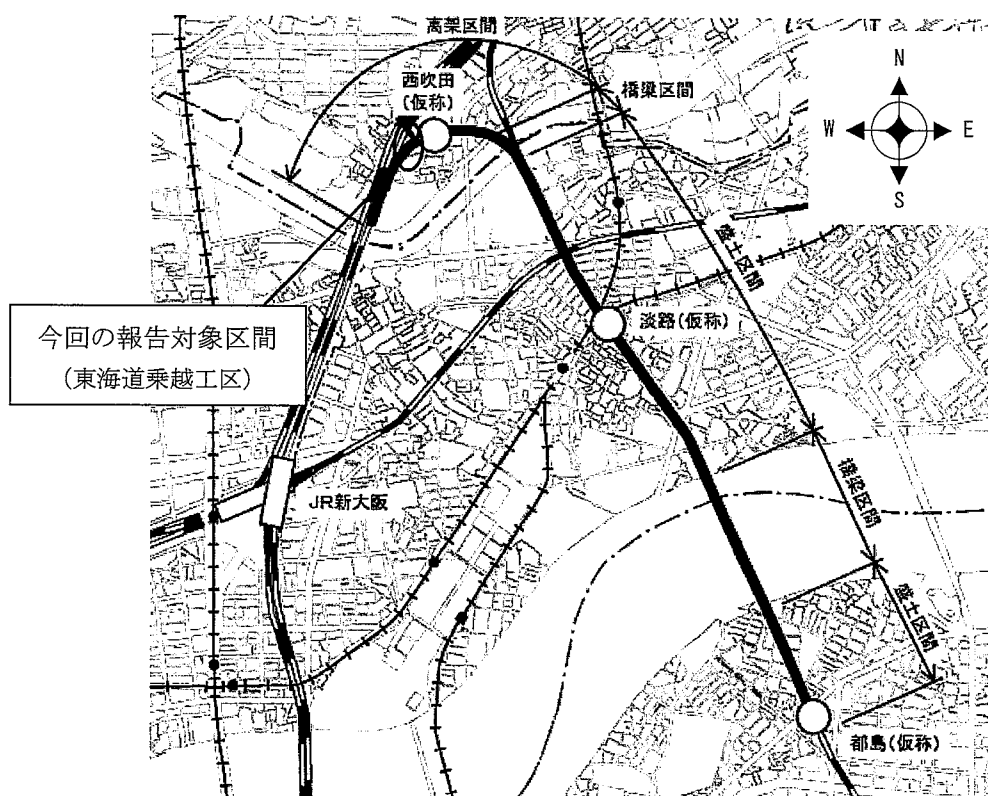 高架区間
西吹田
(仮称)
橋梁区間
N
W
E
S
盛土区間
今回の報告対象区間
(東海道乗越工区)
淡路(仮称)
JR新大阪
橋梁区間
盛土区間
都島(仮称)